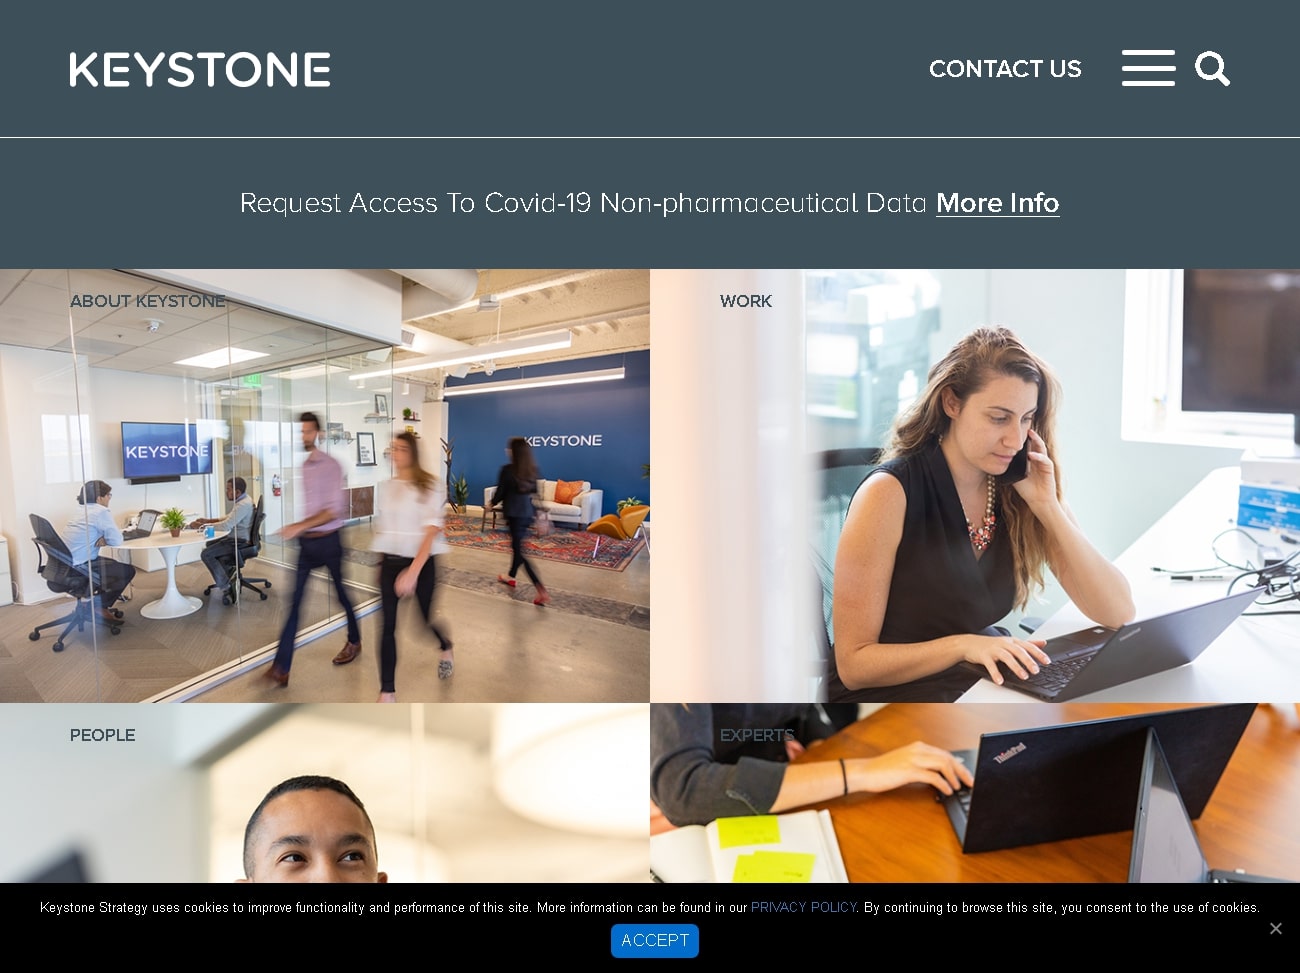 KEYSTONE
CONTACT US
Request Access To Covid-19 Non-pharmaceutical Data More Info
ABOUT KEYSTONE
WORK
KEYSTONE
KEYSTONE
PEOPLE
EXPERTS
ThinkPad
Keystone Strategy uses cookies to improve functionality and performance of this site. More information can be found in our PRIVACY POLICY. By continuing to browse this site, you consent to the use of cookies.
ACCEPT